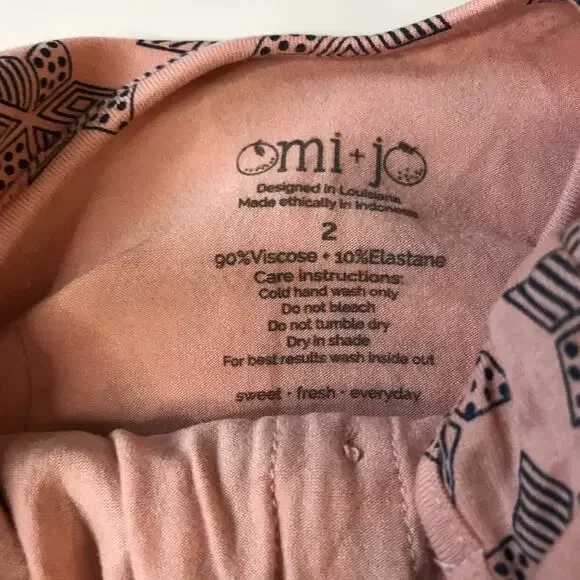 omi+jo
Designed in Louisiana
Made ethically in Indonesia
2
90%Viscose • 10%Elastane
Care instructions:
Cold hand wash only
Do not bleach
Do not tumble dry
Dry in shade
For best results wash inside out
sweet • fresh • everyday